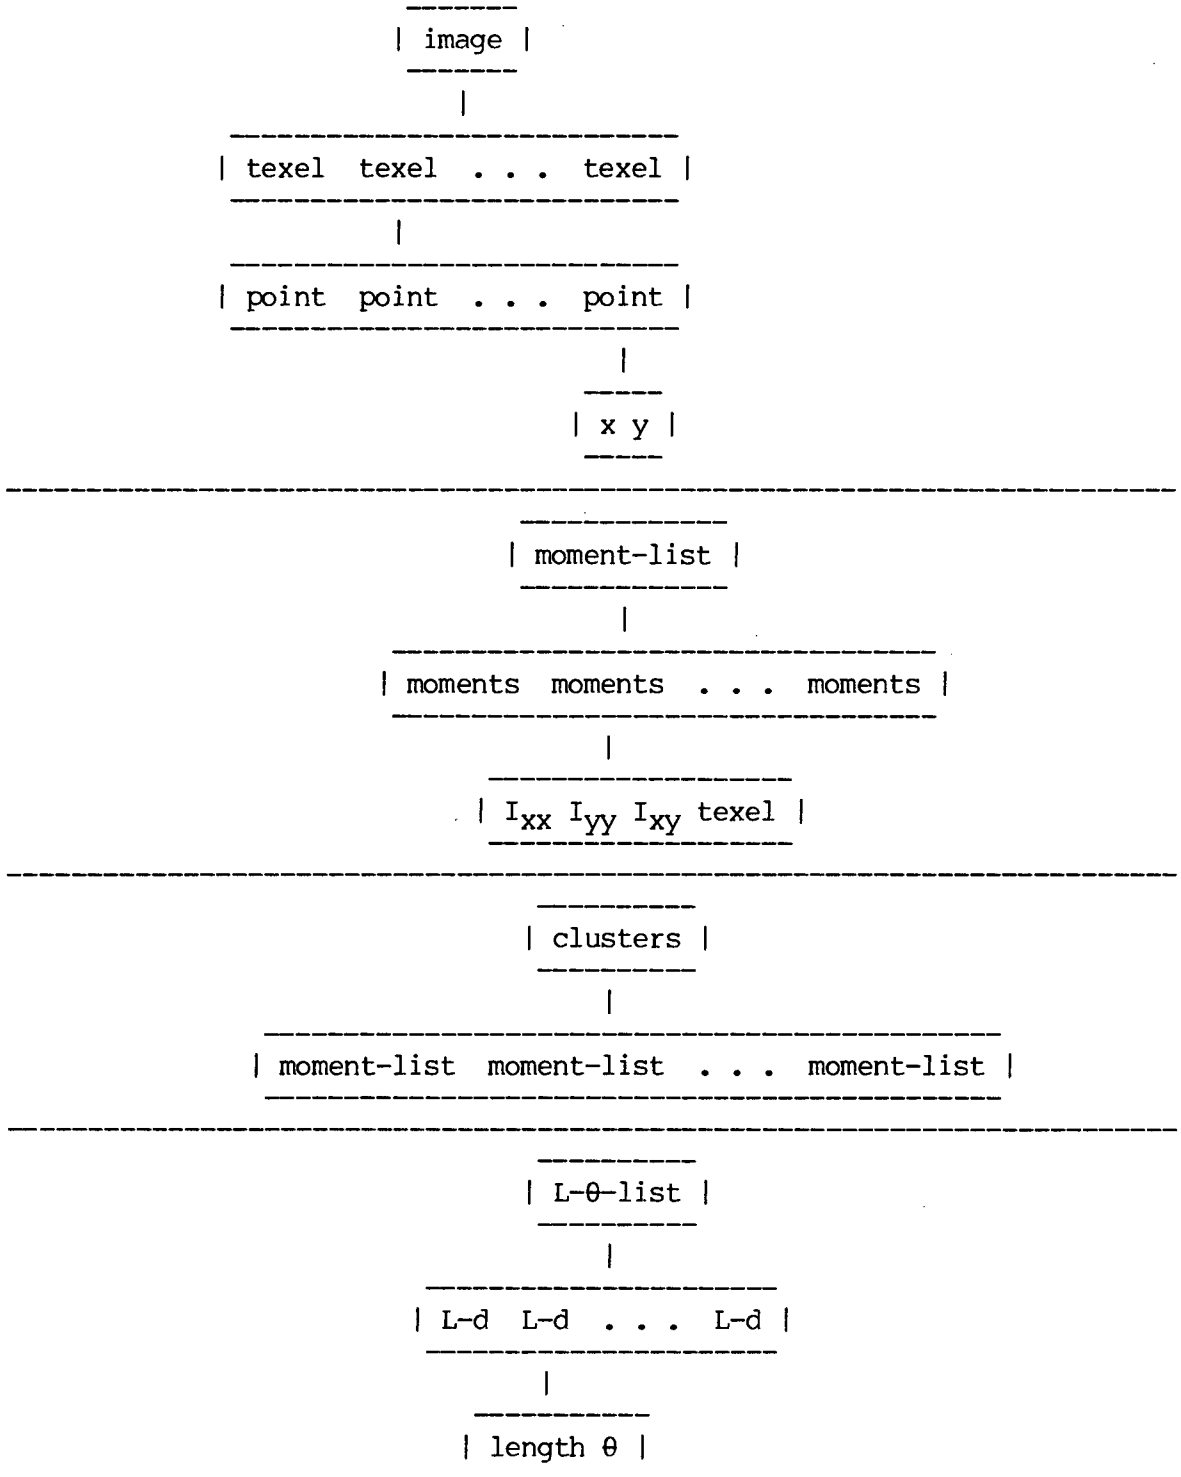 | image |
| texel texel . . . texel |
| point point . . . point |
| x y |
| moment-list |
| moments moments . . . moments |
| Ixx Iyy Ixy texel |
| clusters |
| moment-list moment-list . . . moment-list |
| L-θ-list |
| L-d L-d . . . L-d |
| length θ |